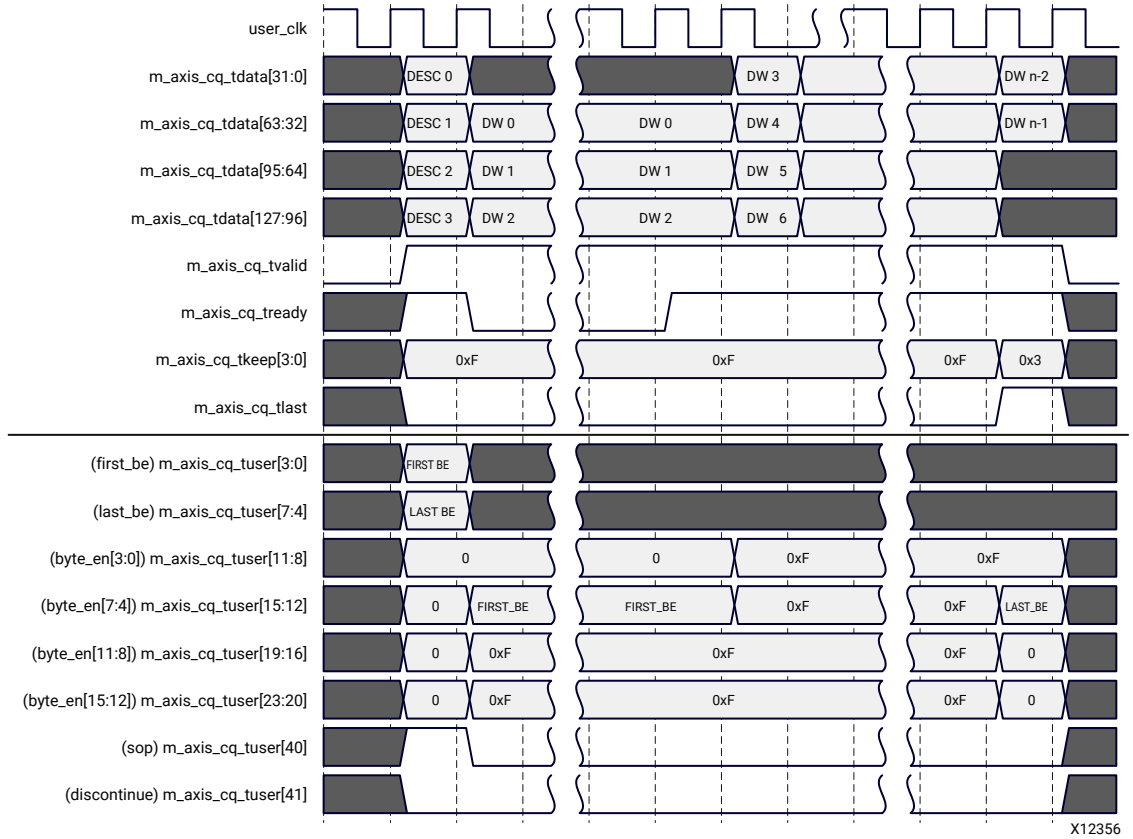 user_clk
m_axis_cq_tdata[31:0] DESC 0 DW 3 DW n-2
m_axis_cq_tdata[63:32] DESC 1 DW 0 DW 0 DW 4 DW n-1
m_axis_cq_tdata[95:64] DESC 2 DW 1 DW 1 DW 5
m_axis_cq_tdata[127:96] DESC 3 DW 2 DW 2 DW 6
m_axis_cq_tvalid
m_axis_cq_tready
m_axis_cq_tkeep[3:0] 0xF 0xF 0xF 0x3
m_axis_cq_tlast
(first_be) m_axis_cq_tuser[3:0] FIRST BE
(last_be) m_axis_cq_tuser[7:4] LAST BE
(byte_en[3:0]) m_axis_cq_tuser[11:8] 0 0 0xF 0xF
(byte_en[7:4]) m_axis_cq_tuser[15:12] 0 FIRST_BE FIRST_BE 0xF 0xF LAST_BE
(byte_en[11:8]) m_axis_cq_tuser[19:16] 0 0xF 0xF 0xF 0
(byte_en[15:12]) m_axis_cq_tuser[23:20] 0 0xF 0xF 0xF 0
(sop) m_axis_cq_tuser[40]
(discontinue) m_axis_cq_tuser[41]
X12356